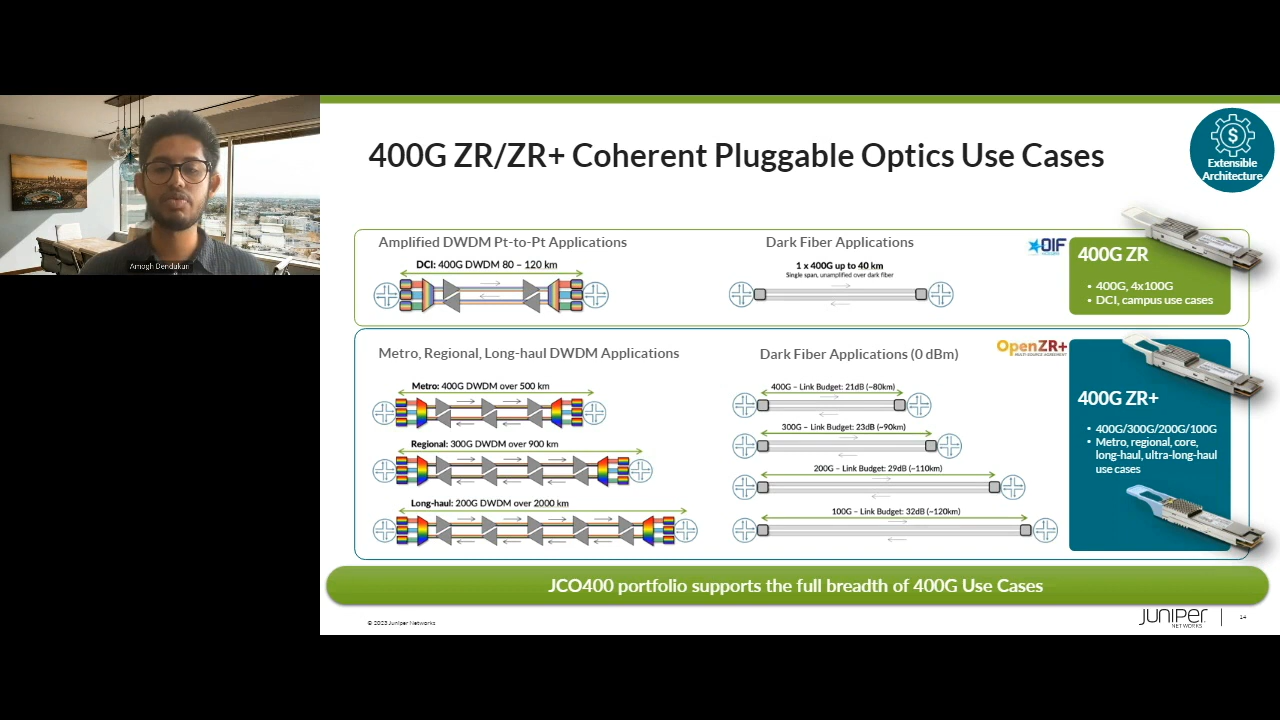 400G ZR/ZR+ Coherent Pluggable Optics Use Cases
Extensible
Architecture
Amogh Dendukuri
Amplified DWDM Pt-to-Pt Applications
DCI: 400G DWDM 80 – 120 km
Dark Fiber Applications
1 x 400G up to 40 km
Single span, unamplified over dark fiber
OIF
400G ZR
• 400G, 4x100G
• DCI, campus use cases
Metro, Regional, Long-haul DWDM Applications
Metro: 400G DWDM over 500 km
Regional: 300G DWDM over 900 km
Long-haul: 200G DWDM over 2000 km
Dark Fiber Applications (0 dBm)
400G – Link Budget: 21dB (~80km)
300G – Link Budget: 23dB (~90km)
200G – Link Budget: 29dB (~110km)
100G – Link Budget: 32dB (~120km)
OpenZR+
MULTI-SOURCE AGREEMENT
400G ZR+
• 400G/300G/200G/100G
• Metro, regional, core,
long-haul, ultra-long-haul
use cases
JCO400 portfolio supports the full breadth of 400G Use Cases
© 2023 Juniper Networks
JUNIPER
NETWORKS
14